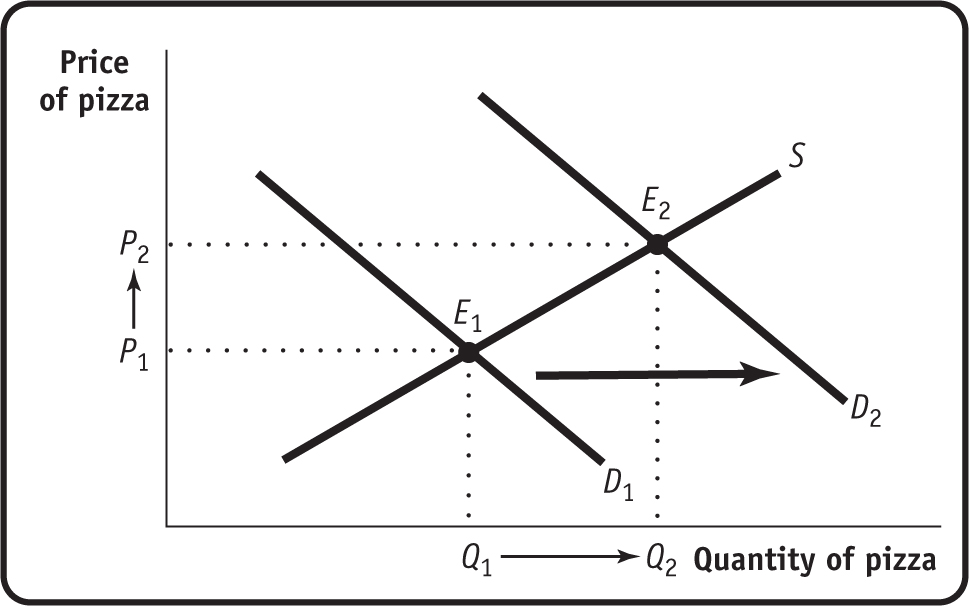 Price
of pizza
S
E2
P2
E1
P1
D2
D1
Q1
Q2
Quantity of pizza